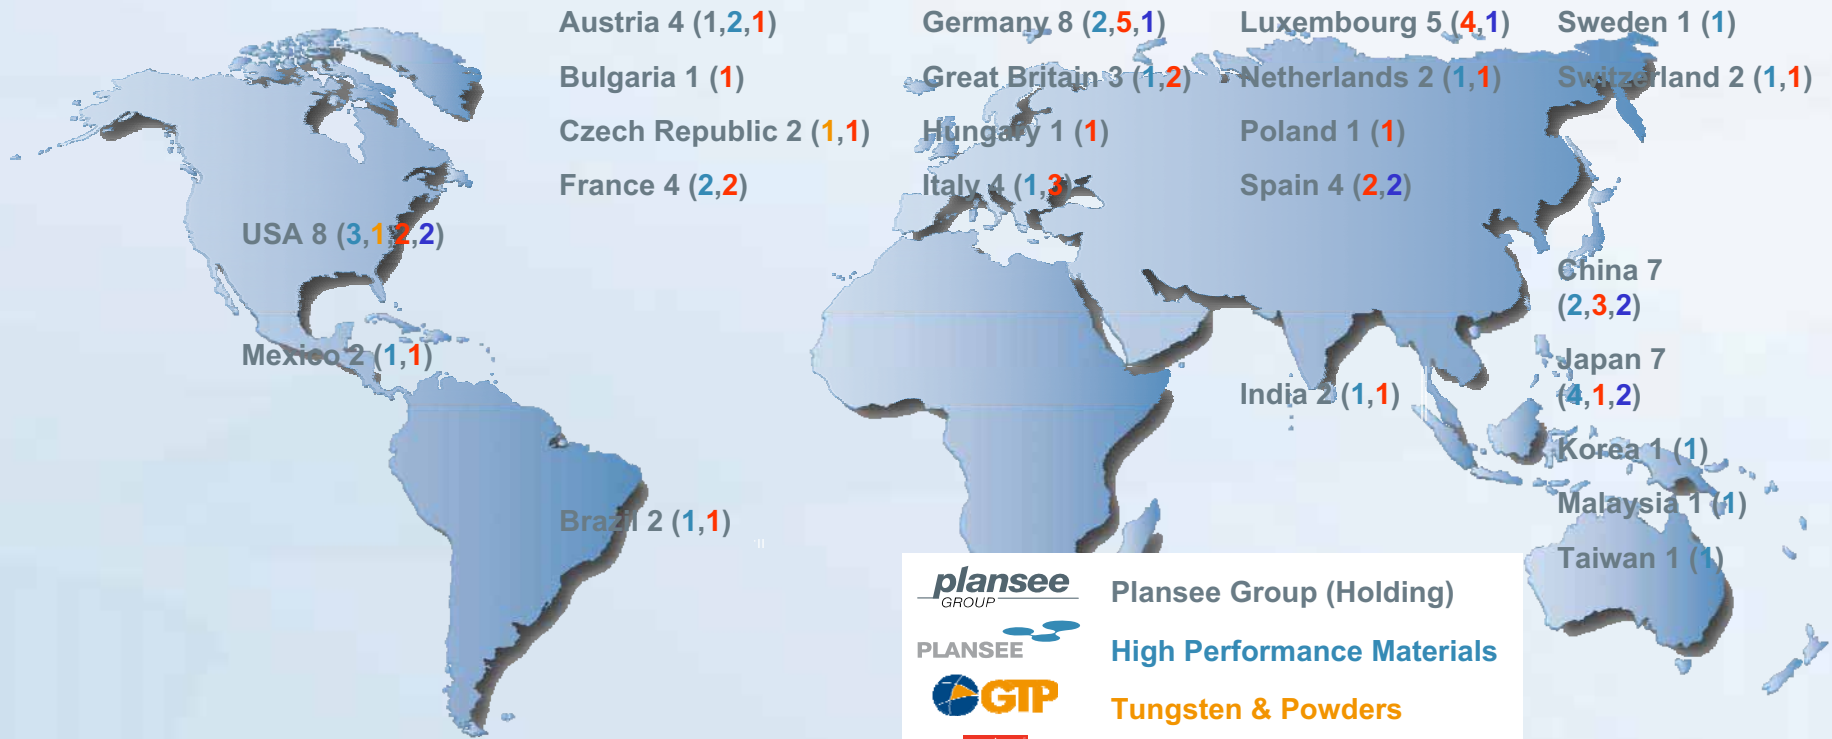 Austria 4 (1,2,1)
Bulgaria 1 (1)
Czech Republic 2 (1,1)
France 4 (2,2)
Germany 8 (2,5,1)
Great Britain 3 (1,2)
Hungary 1 (1)
Italy 4 (1,3)
Luxembourg 5 (4,1)
Netherlands 2 (1,1)
Poland 1 (1)
Spain 4 (2,2)
Sweden 1 (1)
Switzerland 2 (1,1)
USA 8 (3,1,2,2)
Mexico 2 (1,1)
Brazil 2 (1,1)
India 2 (1,1)
China 7
(2,3,2)
Japan 7
(4,1,2)
Korea 1 (1)
Malaysia 1 (1)
Taiwan 1 (1)
plansee
GROUP
Plansee Group (Holding)
PLANSEE
High Performance Materials
GTP
Tungsten & Powders